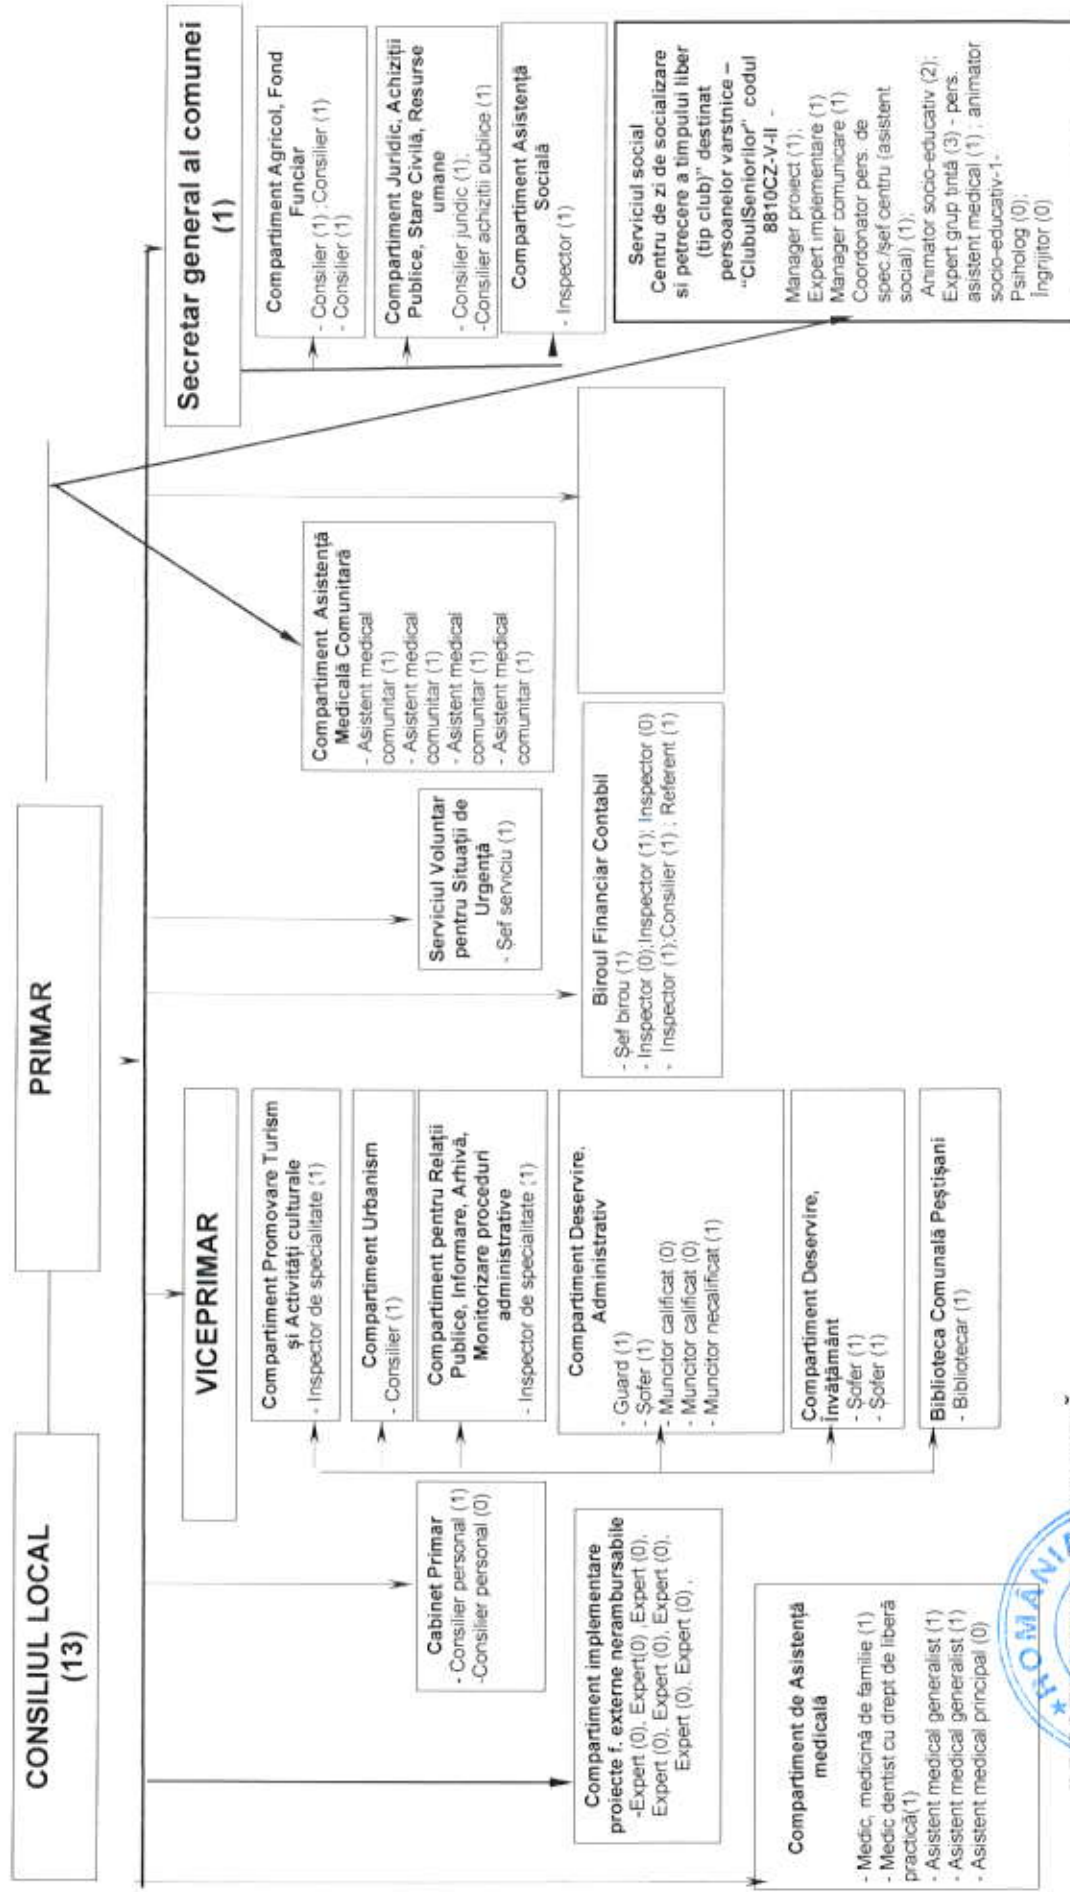 CONSILIUL LOCAL
(13)
PRIMAR
VICEPRIMAR
Secretar general al comunei
(1)
Cabinet Primar
- Consilier personal (1)
-Consilier personal (0)
Compartiment implementare
proiecte f. externe nerambursabile
-Expert (0), Expert(0) ,Expert (0),
Expert (0), Expert (0), Expert (0),
Expert (0), Expert (0) ,
Compartiment de Asistență
medicală
- Medic, medicină de familie (1)
- Medic dentist cu drept de liberă
practică(1)
- Asistent medical generalist (1)
- Asistent medical generalist (1)
- Asistent medical principal (0)
Compartiment Promovare Turism
și Activități culturale
- Inspector de specialitate (1)
Compartiment Urbanism
- Consilier (1)
Compartiment pentru Relații
Publice, Informare, Arhivă,
Monitorizare proceduri
administrative
- Inspector de specialitate (1)
Compartiment Deservire,
Administrativ
- Guard (1)
- Șofer (1)
- Muncitor calificat (0)
- Muncitor calificat (0)
- Muncitor necalificat (1)
Compartiment Deservire,
Învățământ
- Șofer (1)
- Șofer (1)
Biblioteca Comunală Peștișani
- Bibliotecar (1)
Serviciul Voluntar
pentru Situații de
Urgență
- Șef serviciu (1)
Biroul Financiar Contabil
- Șef birou (1)
- Inspector (0);Inspector (1); Inspector (0)
- Inspector (1);Consilier (1) ; Referent (1)
Compartiment Asistență
Medicală Comunitară
- Asistent medical
comunitar (1)
- Asistent medical
comunitar (1)
- Asistent medical
comunitar (1)
- Asistent medical
comunitar (1)
Compartiment Agricol, Fond
Funciar
- Consilier (1) ;Consilier (1)
- Consilier (1)
Compartiment Juridic, Achiziții
Publice, Stare Civilă, Resurse
umane
- Consilier juridic (1);
-Consilier achizitii publice (1)
Compartiment Asistență
Socială
- Inspector (1)
Serviciul social
Centru de zi de socializare
si petrecere a timpului liber
(tip club)" destinat
persoanelor varstnice –
"ClubulSeniorilor" codul
8810CZ-V-II -
Manager proiect (1);
Expert implementare (1)
Manager comunicare (1)
Coordonator pers. de
spec./șef centru (asistent
social) (1);
Animator socio-educativ (2);
Expert grup țintă (3) - pers.
asistent medical (1) ; animator
socio-educativ-1-
Psiholog (0);
Îngrijitor (0)
ROMÂNIA